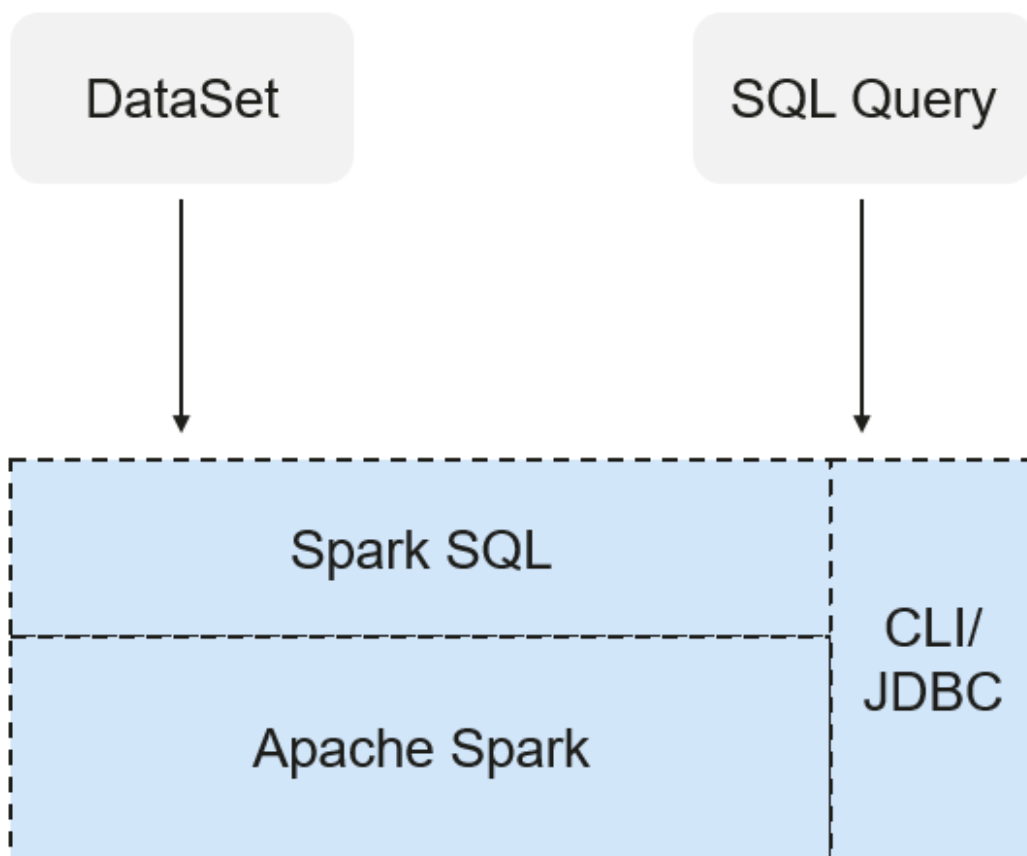 DataSet
SQL Query
Spark SQL
CLI/
JDBC
Apache Spark